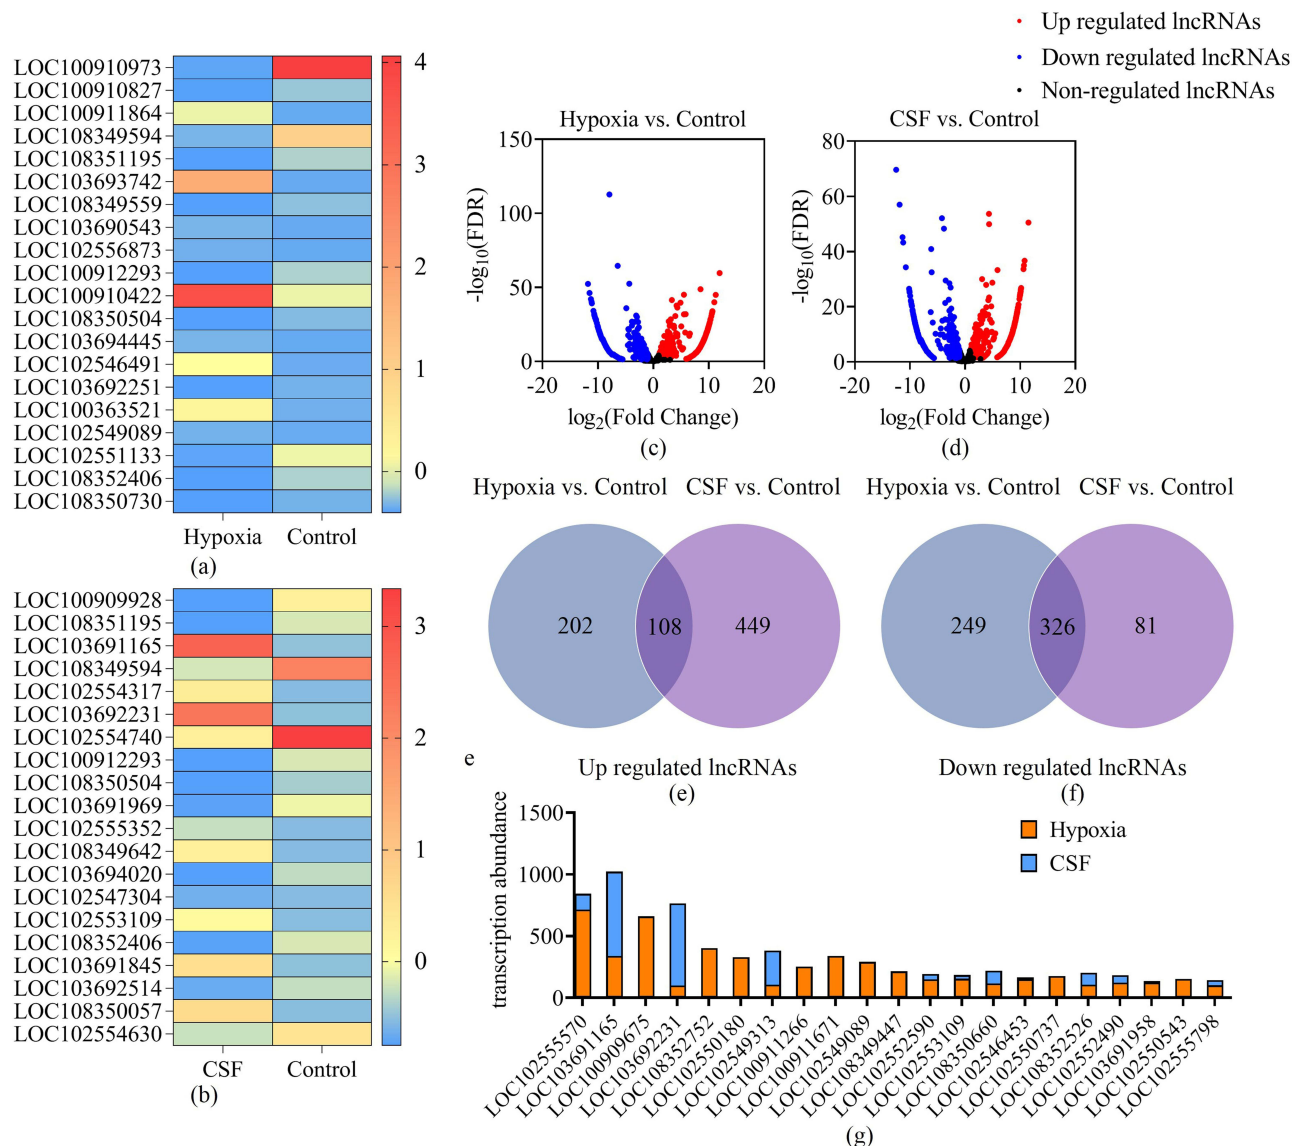 Up regulated lncRNAs
Down regulated lncRNAs
Non-regulated lncRNAs
LOC100910973
LOC100910827
LOC100911864
LOC108349594
LOC108351195
LOC103693742
LOC108349559
LOC103690543
LOC102556873
LOC100912293
LOC100910422
LOC108350504
LOC103694445
LOC102546491
LOC103692251
LOC100363521
LOC102549089
LOC102551133
LOC108352406
LOC108350730
4
3
2
1
0
Hypoxia Control
(a)
LOC100909928
LOC108351195
LOC103691165
LOC108349594
LOC102554317
LOC103692231
LOC102554740
LOC100912293
LOC108350504
LOC103691969
LOC102555352
LOC108349642
LOC103694020
LOC102547304
LOC102553109
LOC108352406
LOC103691845
LOC103692514
LOC108350057
LOC102554630
3
2
1
0
CSF Control
(b)
Hypoxia vs. Control
150
100
50
0
-log10(FDR)
-20 -10 0 10 20
log2(Fold Change)
(c)
CSF vs. Control
80
60
40
20
0
-log10(FDR)
-20 -10 0 10 20
log2(Fold Change)
(d)
Hypoxia vs. Control CSF vs. Control
202 108 449
e
Up regulated lncRNAs
(e)
Hypoxia vs. Control CSF vs. Control
249 326 81
Down regulated lncRNAs
(f)
transcription abundance
1500
1000
500
0
Hypoxia
CSF
LOC102555570
LOC103691165
LOC100909675
LOC103692231
LOC108352752
LOC102550180
LOC102549313
LOC100911266
LOC100911671
LOC102549089
LOC108349447
LOC102552590
LOC102553109
LOC108350660
LOC102546453
LOC102550737
LOC108352526
LOC102552490
LOC103691958
LOC102550543
LOC102555798
(g)